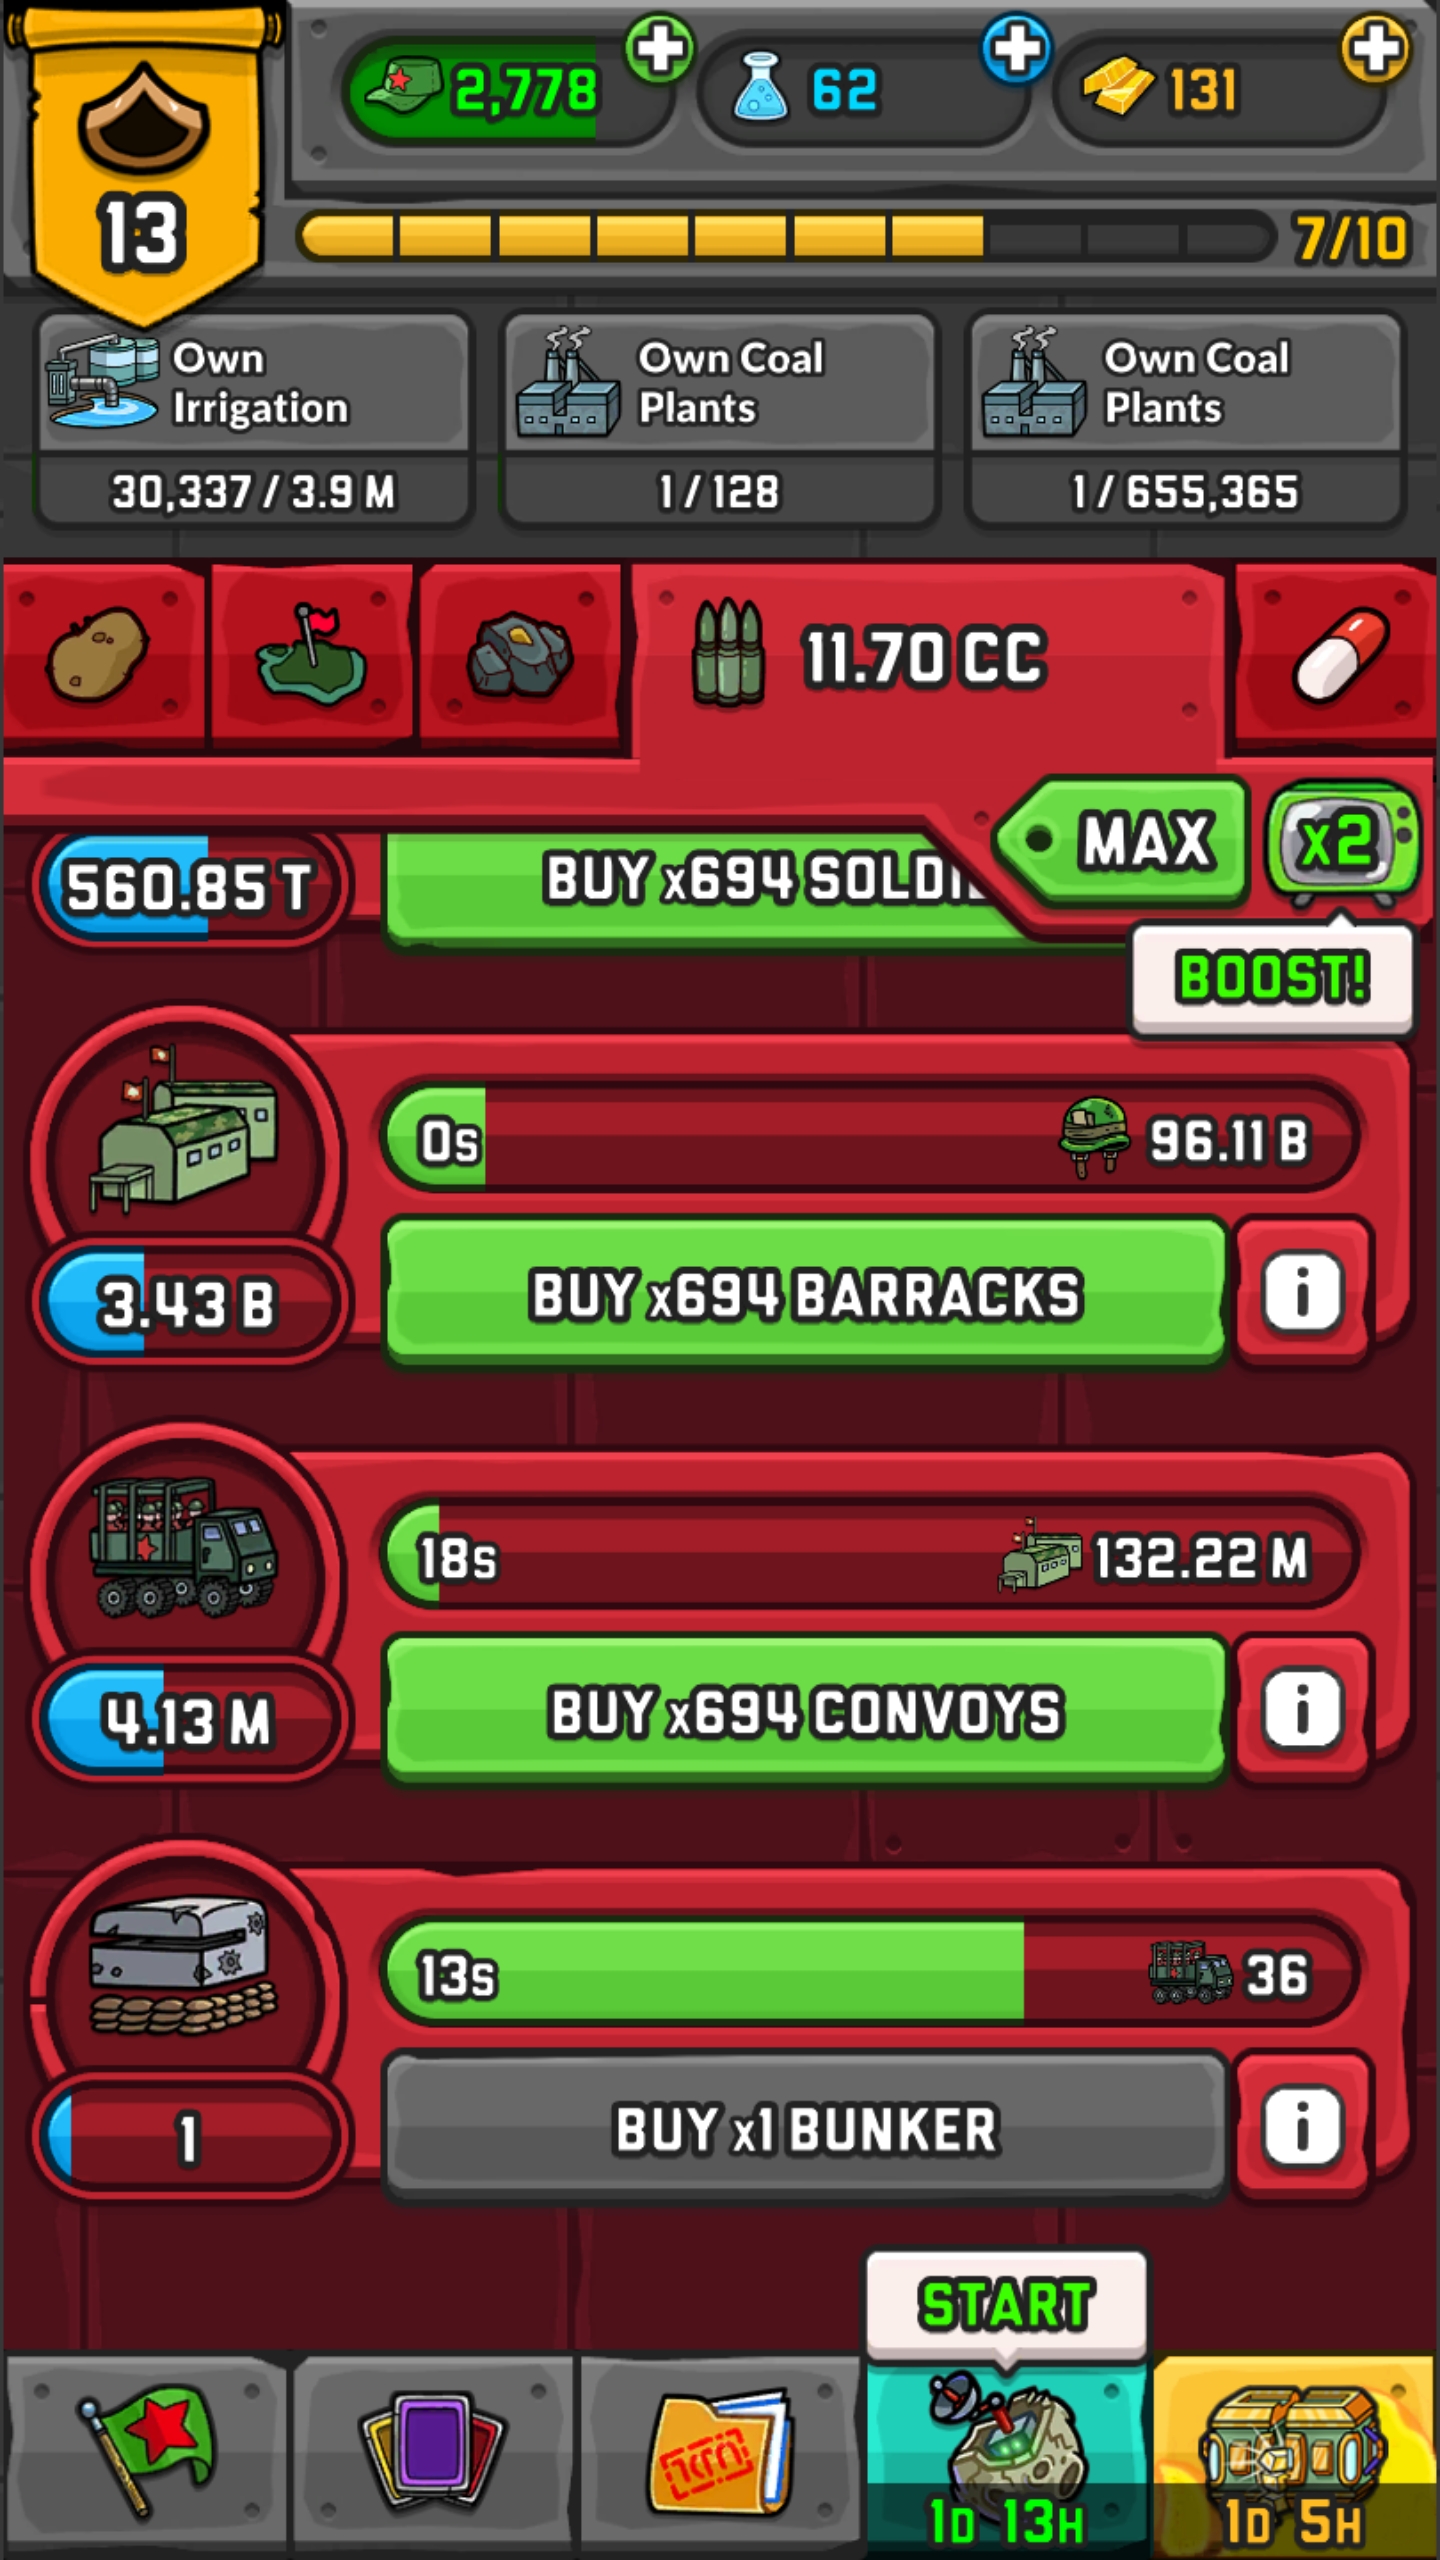 2,778
62
131
13
7/10
Own
Irrigation
30,337 / 3.9 M
Own Coal
Plants
1 / 128
Own Coal
Plants
1 / 655,365
11.70 CC
MAX
x2
BOOST!
560.85 T
BUY x694
0s
96.11 B
3.43 B
BUY x694 BARRACKS
i
18s
132.22 M
4.13 M
BUY x694 CONVOYS
i
13s
36
1
BUY x1 BUNKER
i
START
1D 13H
1D 5H